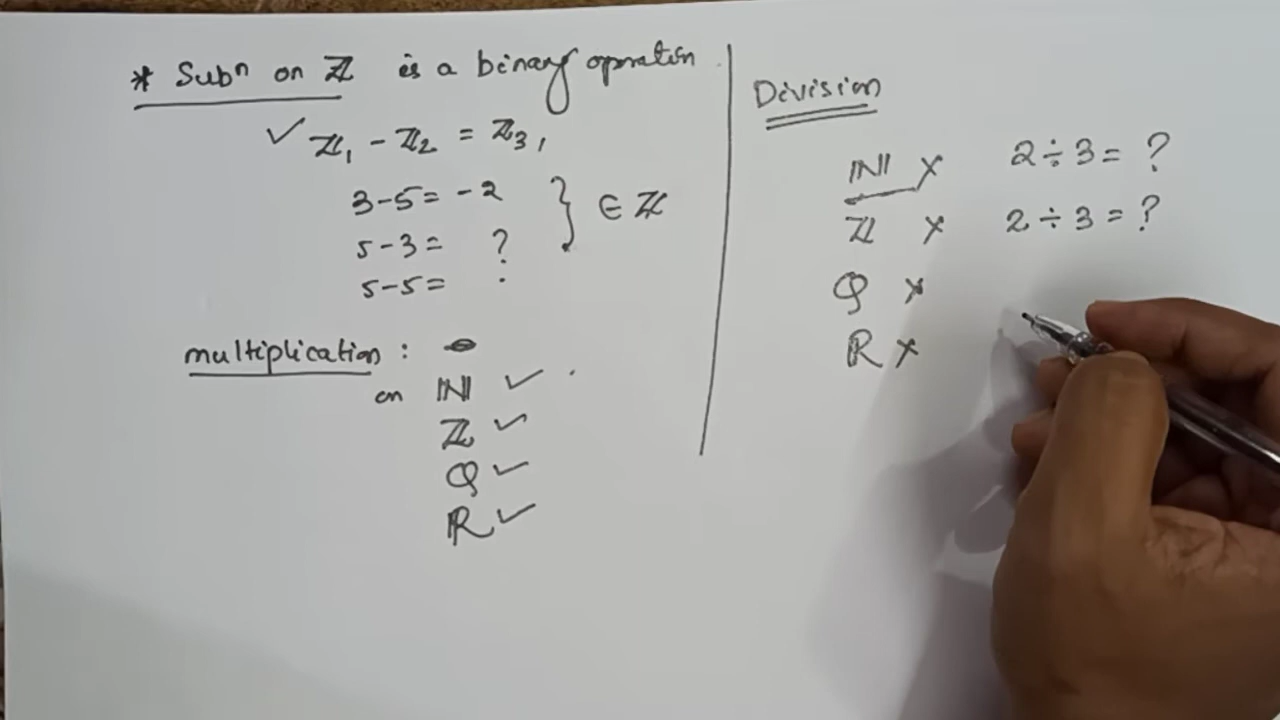 * Subⁿ on ℤ is a binary operation.
✓ ℤ₁ - ℤ₂ = ℤ₃,
3-5 = -2
5-3 = ? } ∈ ℤ
5-5 =
multiplication :
on ℕ ✓
ℤ ✓
ℚ ✓
ℝ ✓
Division
ℕ × 2 ÷ 3 = ?
ℤ × 2 ÷ 3 = ?
ℚ ×
ℝ ×